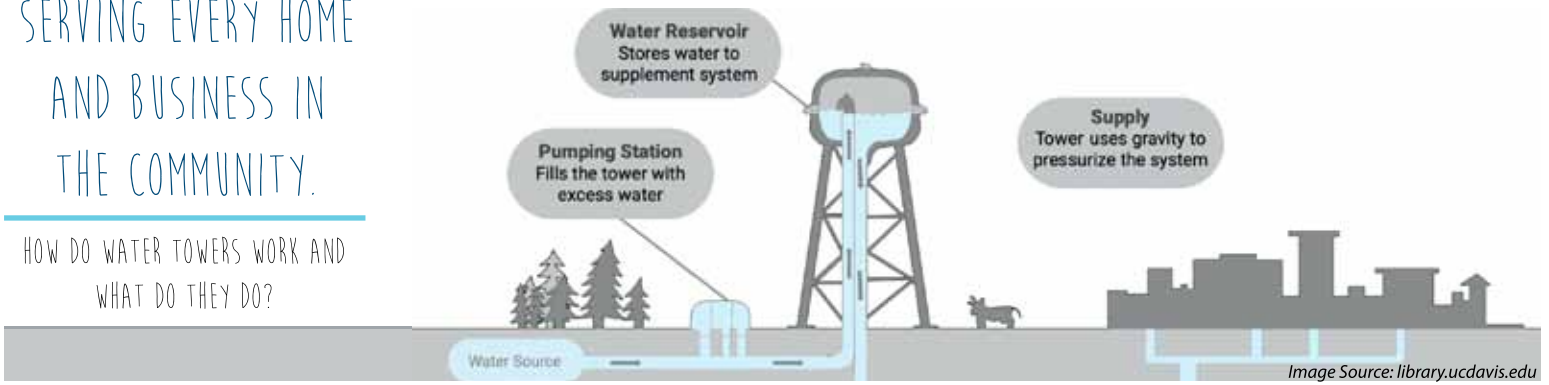 SERVING EVERY HOME
AND BUSINESS IN
THE COMMUNITY.
HOW DO WATER TOWERS WORK AND
WHAT DO THEY DO?
Water Reservoir
Stores water to
supplement system
Pumping Station
Fills the tower with
excess water
Supply
Tower uses gravity to
pressurize the system
Water Source
Image Source: library.ucdavis.edu